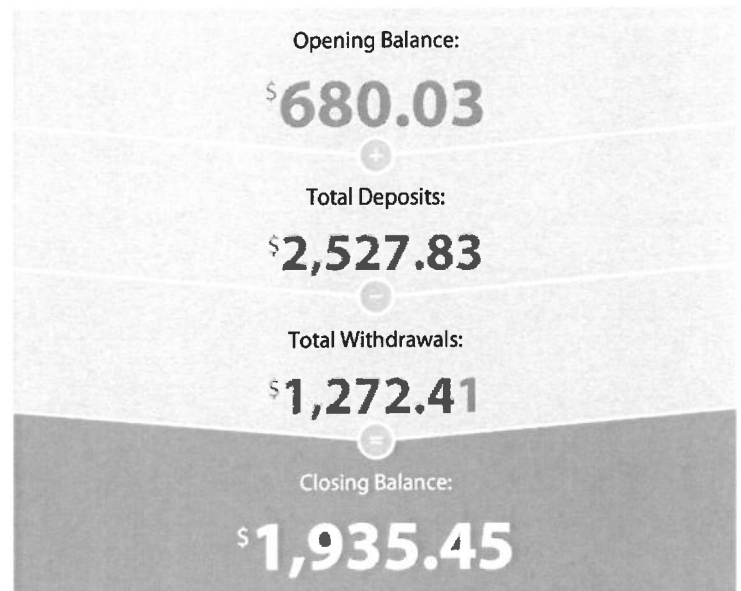 Opening Balance:
$680.03
+
Total Deposits:
$2,527.83
-
Total Withdrawals:
$1,272.41
=
Closing Balance:
$1,935.45